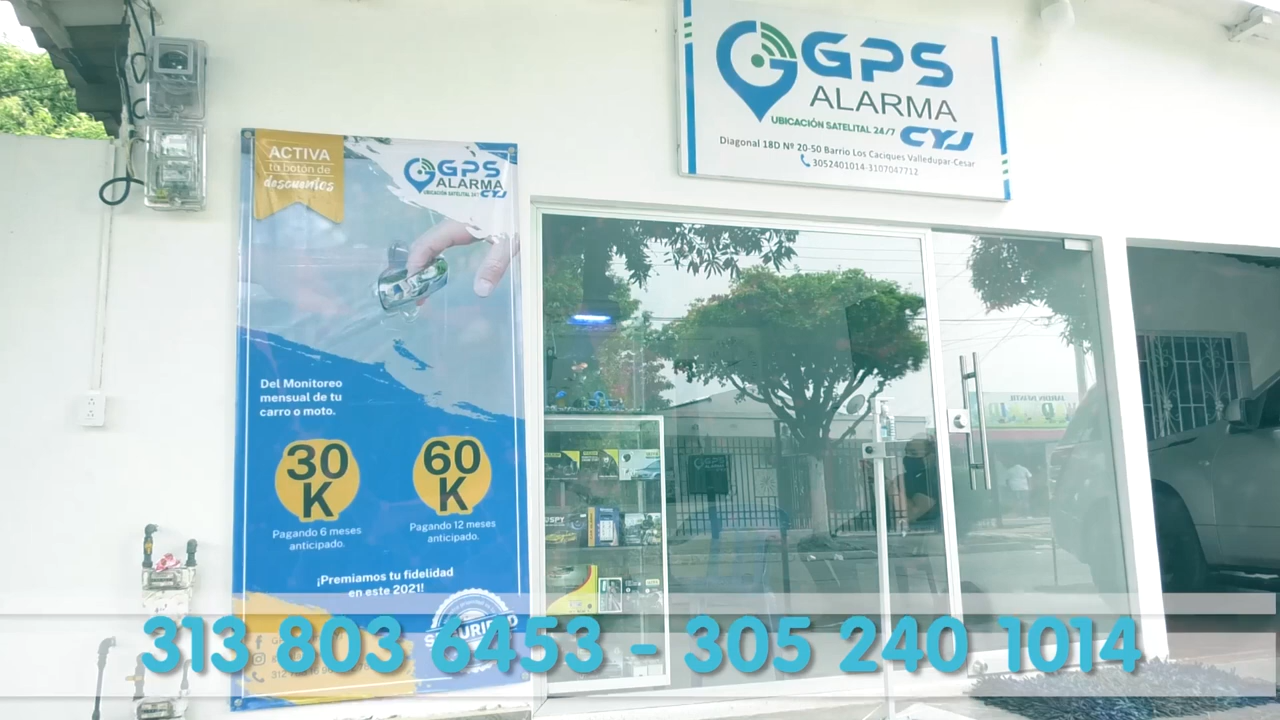 GPS
ALARMA
UBICACIÓN SATELITAL 24/7
CYJ
Diagonal 18D Nº 20-50 Barrio Los Caciques Valledupar-Cesar
3052401014-3107047712
ACTIVA
tu botón de
descuentos
GPS
ALARMA
UBICACIÓN SATELITAL 24/7
CYJ
Del Monitoreo
mensual de tu
carro o moto.
30
K
Pagando 6 meses
anticipado.
60
K
Pagando 12 meses
anticipado.
¡Premiamos tu fidelidad
en este 2021!
SEGURIDAD
313 803 6453 - 305 240 1014